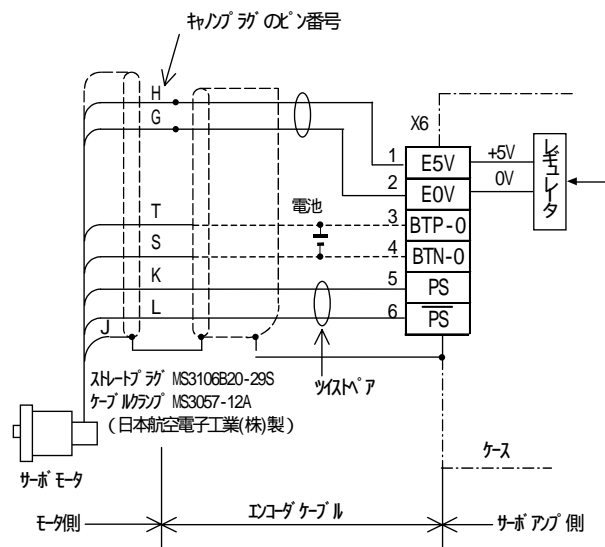 キャノンプラグのピン番号
H
X6
G
1
E5V
+5V
レギュレータ
2
E0V
0V
T
電池
3
BTP-0
S
4
BTN-0
K
5
PS
L
6
PS
J
ストレートプラグ MS3106B20-29S
ケーブルクランプ MS3057-12A
(日本航空電子工業(株)製)
ツイストペア
ケース
サーボモータ
モータ側
エンコーダケーブル
サーボアンプ側